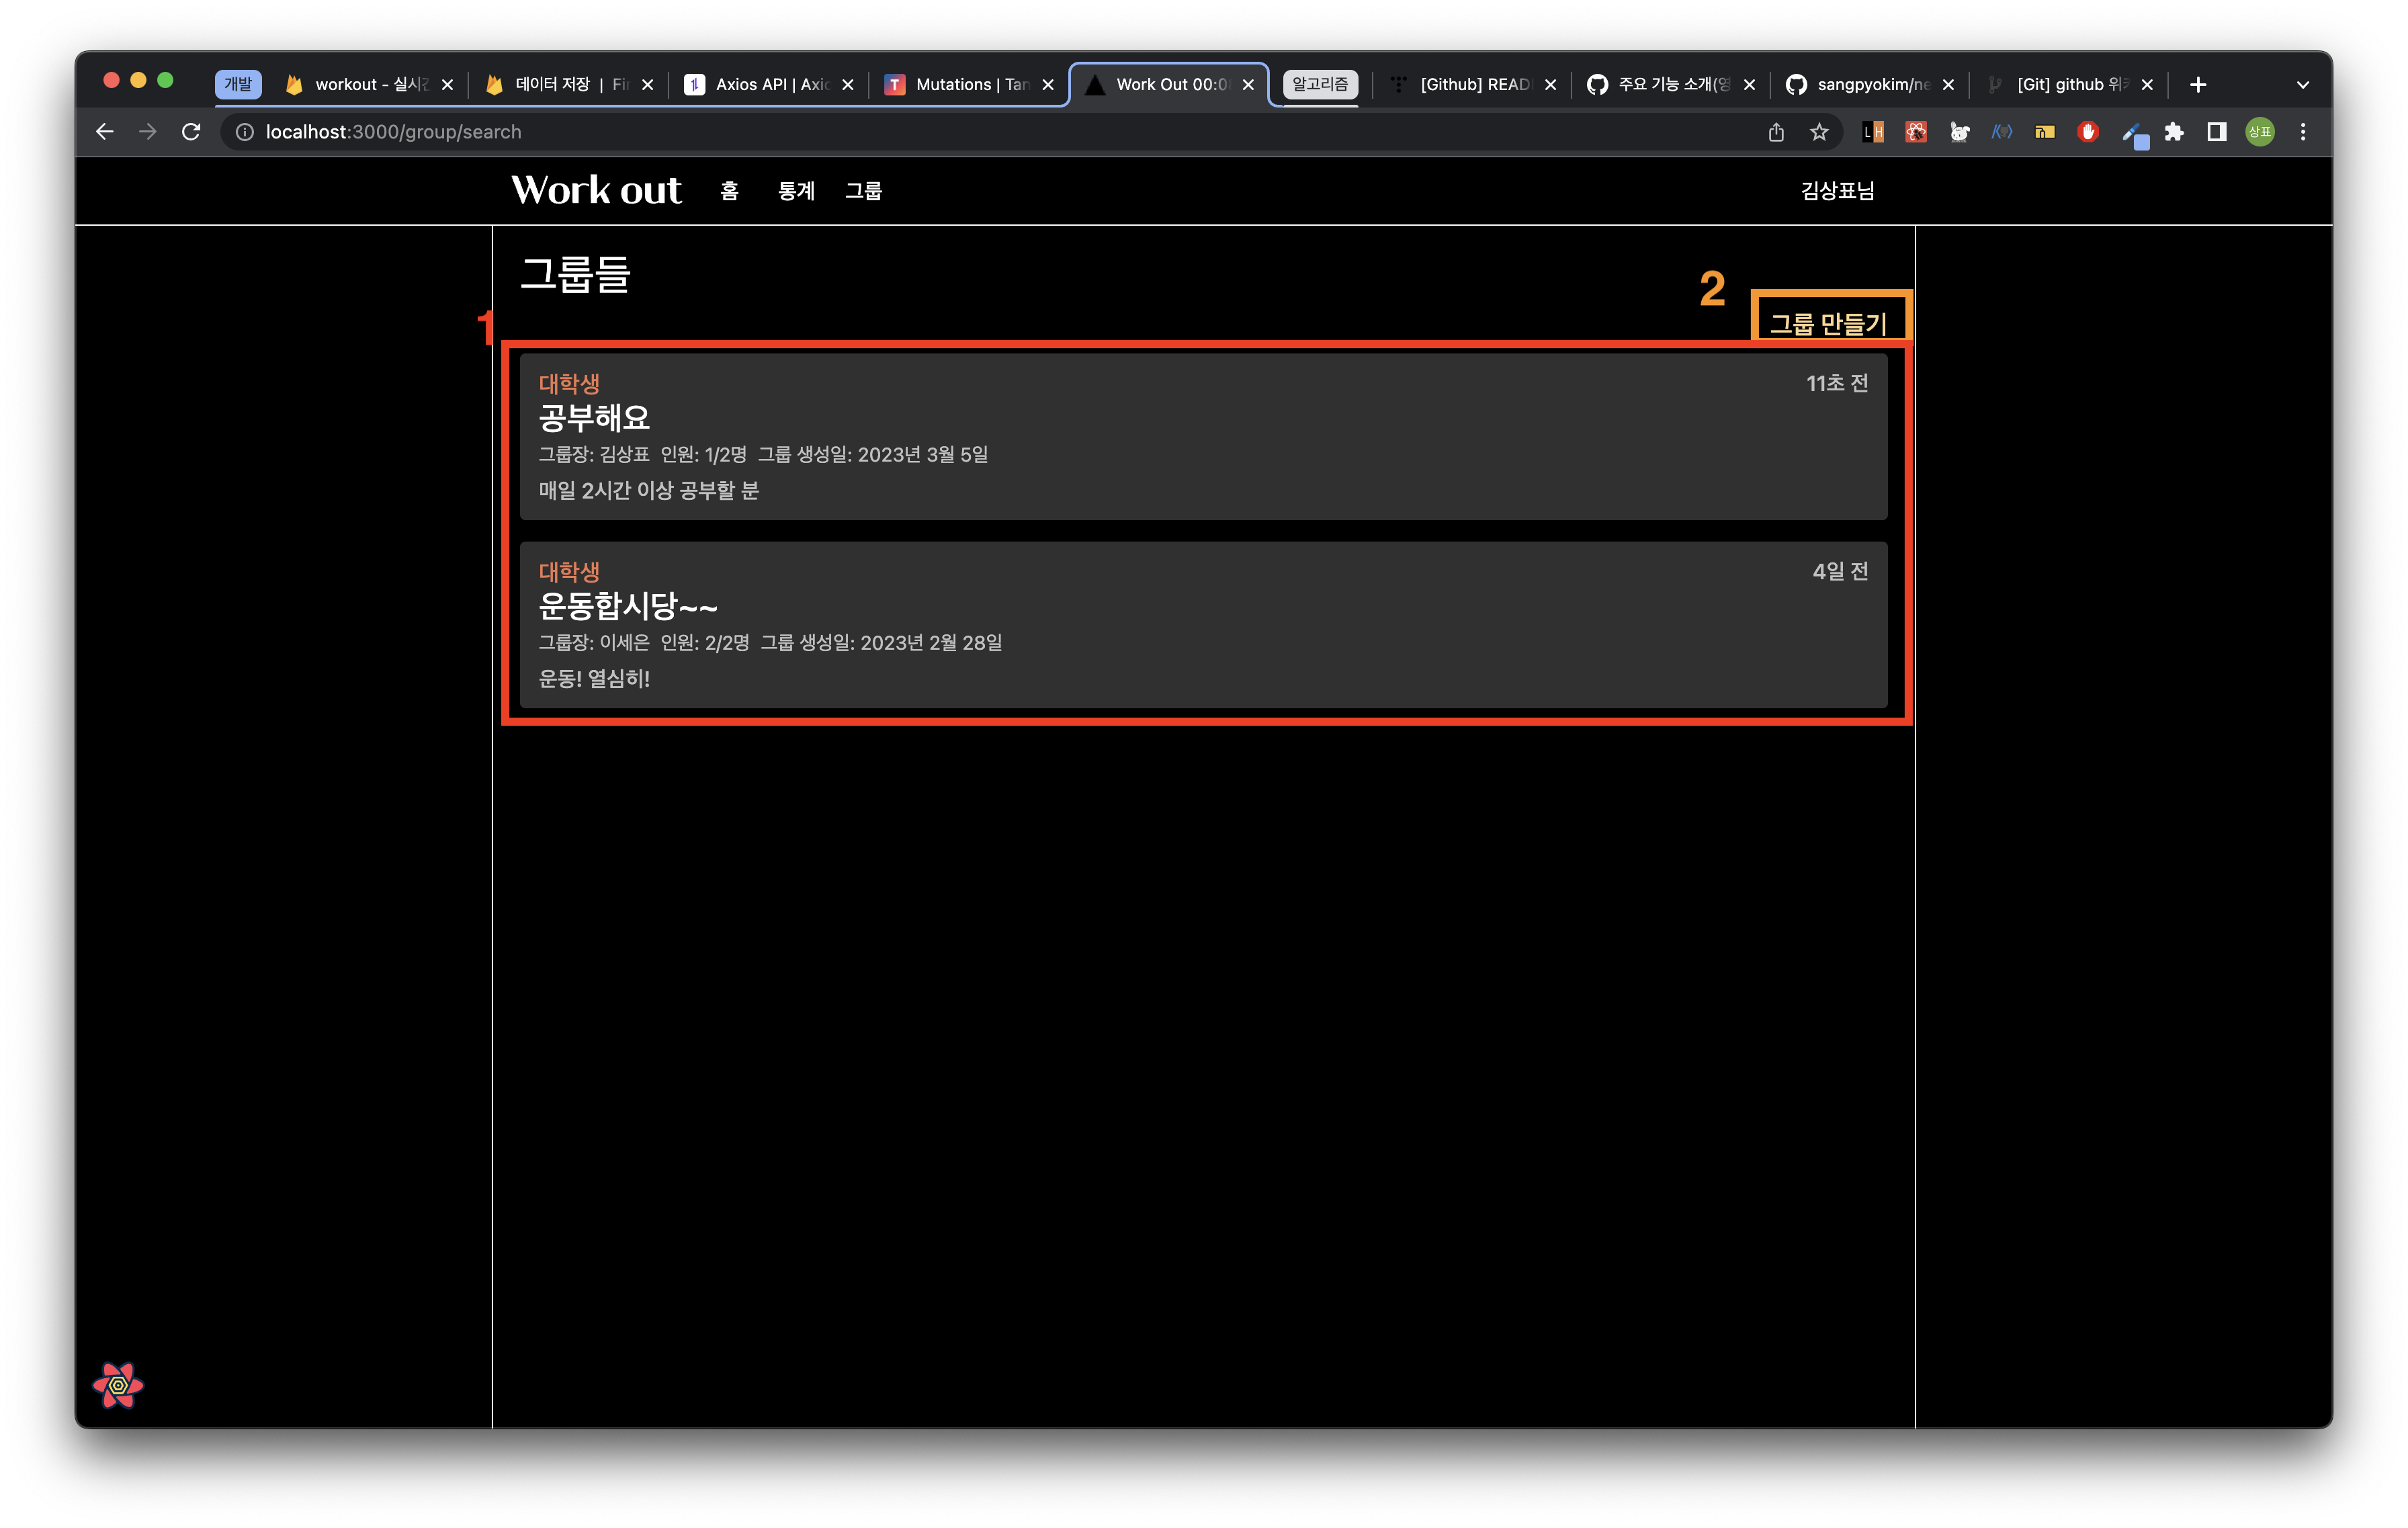 개발 workout - 실시간 데이터 저장 | Fir Axios API | Axio Mutations | Tan Work Out 00:0 알고리즘 [Github] READ 주요 기능 소개(영 sangpyokim/ne [Git] github 위키
localhost:3000/group/search LH 상표
Work out 홈 통계 그룹 김상표님
그룹들
2
그룹 만들기
1
대학생 11초 전
공부해요
그룹장: 김상표 인원: 1/2명 그룹 생성일: 2023년 3월 5일
매일 2시간 이상 공부할 분
대학생 4일 전
운동합시당~~
그룹장: 이세은 인원: 2/2명 그룹 생성일: 2023년 2월 28일
운동! 열심히!